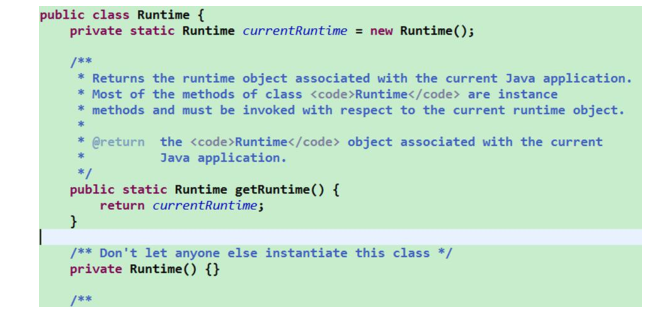 public class Runtime {
    private static Runtime currentRuntime = new Runtime();
    /**
     * Returns the runtime object associated with the current Java application.
     * Most of the methods of class <code>Runtime</code> are instance
     * methods and must be invoked with respect to the current runtime object.
     *
     * @return  the <code>Runtime</code> object associated with the current
     *          Java application.
     */
    public static Runtime getRuntime() {
        return currentRuntime;
    }
    /** Don't let anyone else instantiate this class */
    private Runtime() {}
    /**